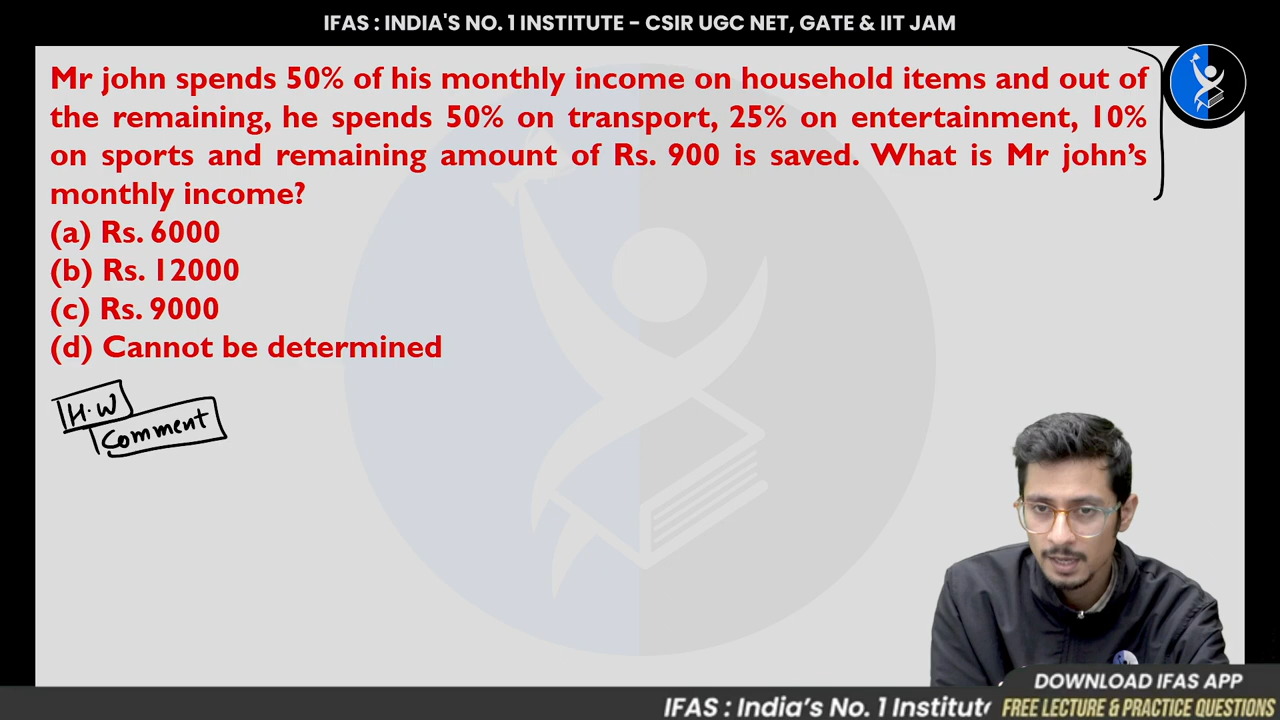 IFAS : INDIA'S NO. 1 INSTITUTE - CSIR UGC NET, GATE & IIT JAM
Mr john spends 50% of his monthly income on household items and out of
the remaining, he spends 50% on transport, 25% on entertainment, 10%
on sports and remaining amount of Rs. 900 is saved. What is Mr john's
monthly income?
(a) Rs. 6000
(b) Rs. 12000
(c) Rs. 9000
(d) Cannot be determined
H.W
Comment
DOWNLOAD IFAS APP
IFAS : India's No. 1 Institut
FREE LECTURE & PRACTICE QUESTIONS